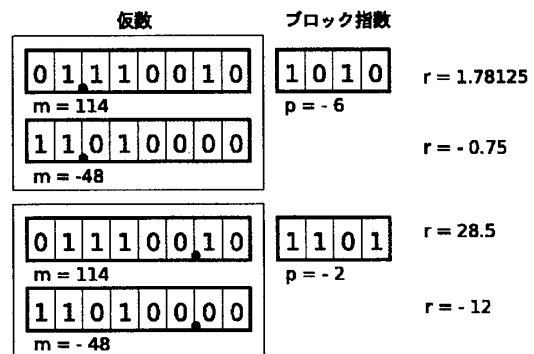 仮数 ブロック指数
0 1 1 1 0 0 1 0 1 0 1 0 r = 1.78125
m = 114 p = - 6
1 1 0 1 0 0 0 0 r = - 0.75
m = -48
0 1 1 1 0 0 1 0 1 1 0 1 r = 28.5
m = 114 p = - 2
1 1 0 1 0 0 0 0 r = - 12
m = - 48